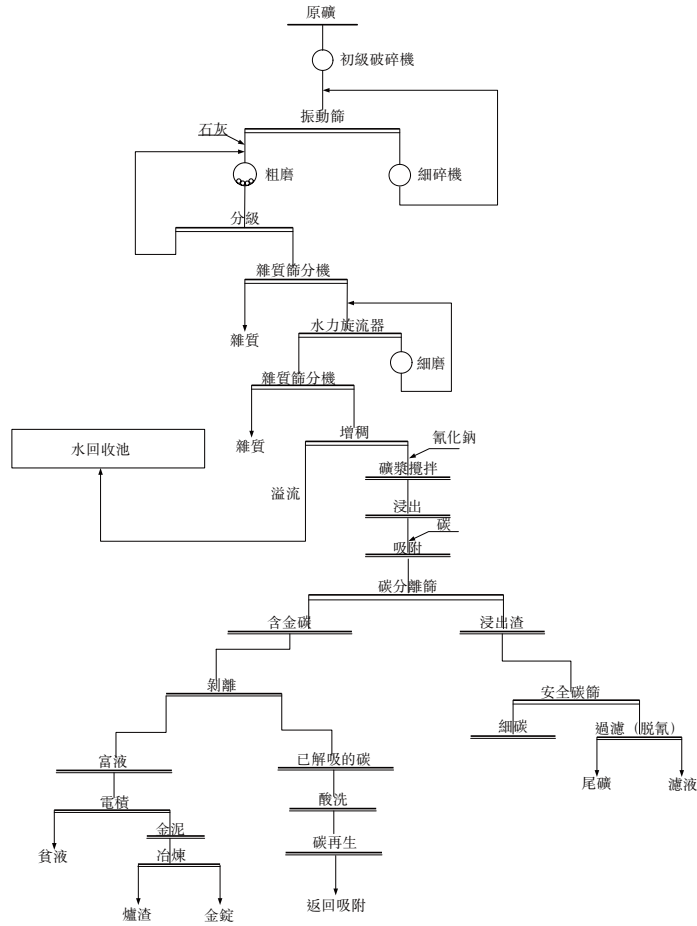 原礦
初級破碎機
振動篩
石灰
粗磨
細碎機
分級
雜質篩分機
雜質
水力旋流器
細磨
雜質篩分機
雜質
增稠
氰化鈉
水回收池
礦漿攪拌
溢流
浸出
碳
吸附
碳分離篩
含金碳
浸出渣
剝離
安全碳篩
細碳
過濾（脱氰）
富液
已解吸的碳
尾礦
濾液
電積
酸洗
金泥
碳再生
貧液
冶煉
爐渣
金錠
返回吸附